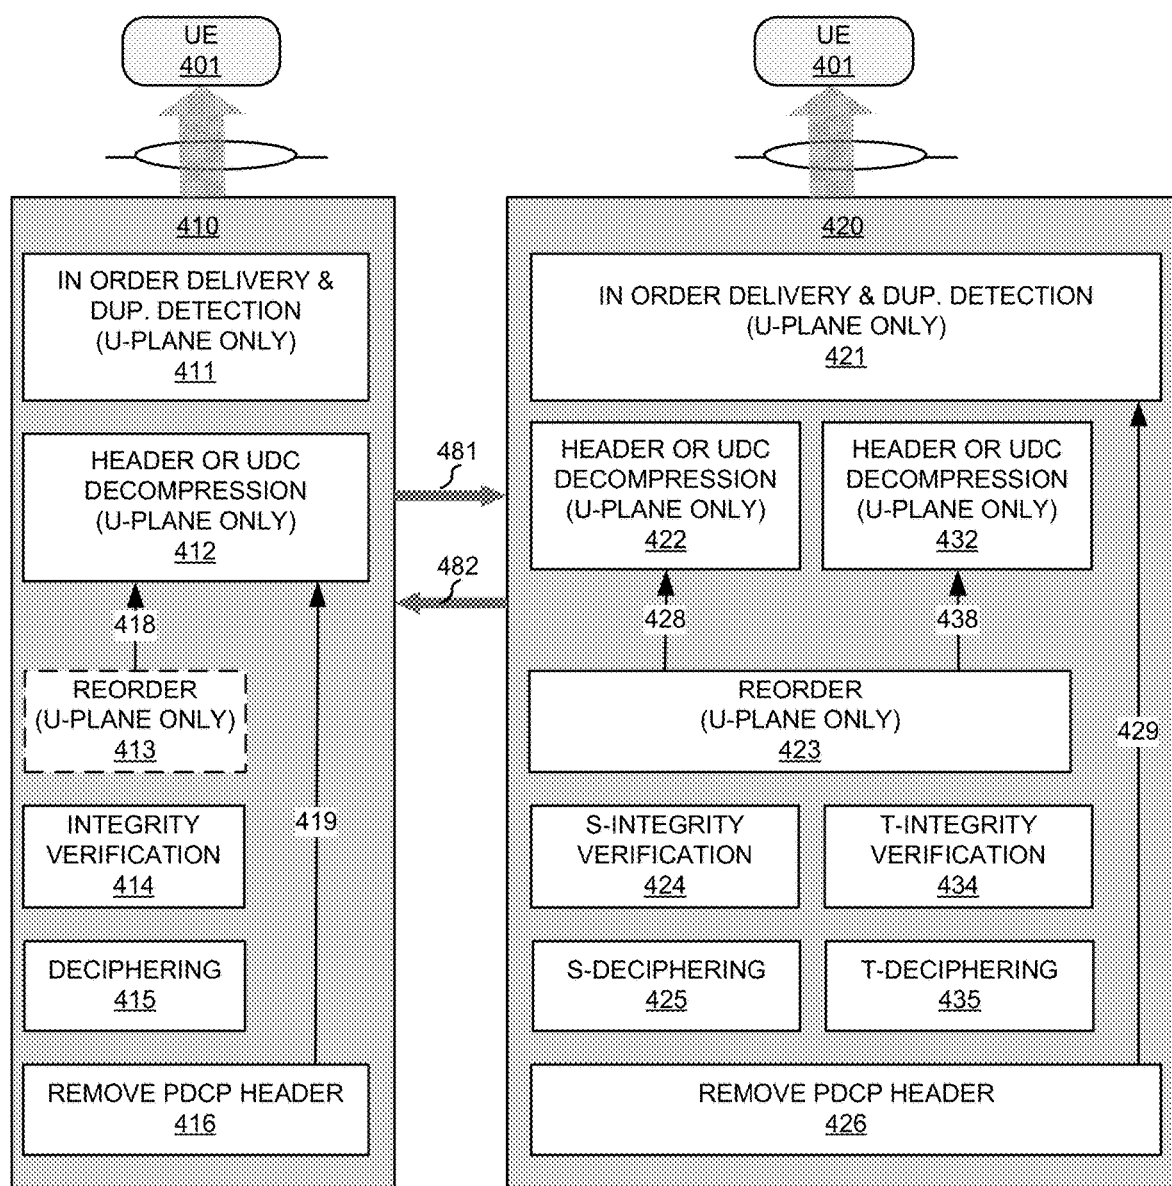 UE
401
410
IN ORDER DELIVERY &
DUP. DETECTION
(U-PLANE ONLY)
411
HEADER OR UDC
DECOMPRESSION
(U-PLANE ONLY)
412
418
REORDER
(U-PLANE ONLY)
413
419
INTEGRITY
VERIFICATION
414
DECIPHERING
415
REMOVE PDCP HEADER
416
481
482
UE
401
420
IN ORDER DELIVERY & DUP. DETECTION
(U-PLANE ONLY)
421
HEADER OR UDC
DECOMPRESSION
(U-PLANE ONLY)
422
HEADER OR UDC
DECOMPRESSION
(U-PLANE ONLY)
432
428
438
REORDER
(U-PLANE ONLY)
423
429
S-INTEGRITY
VERIFICATION
424
T-INTEGRITY
VERIFICATION
434
S-DECIPHERING
425
T-DECIPHERING
435
REMOVE PDCP HEADER
426